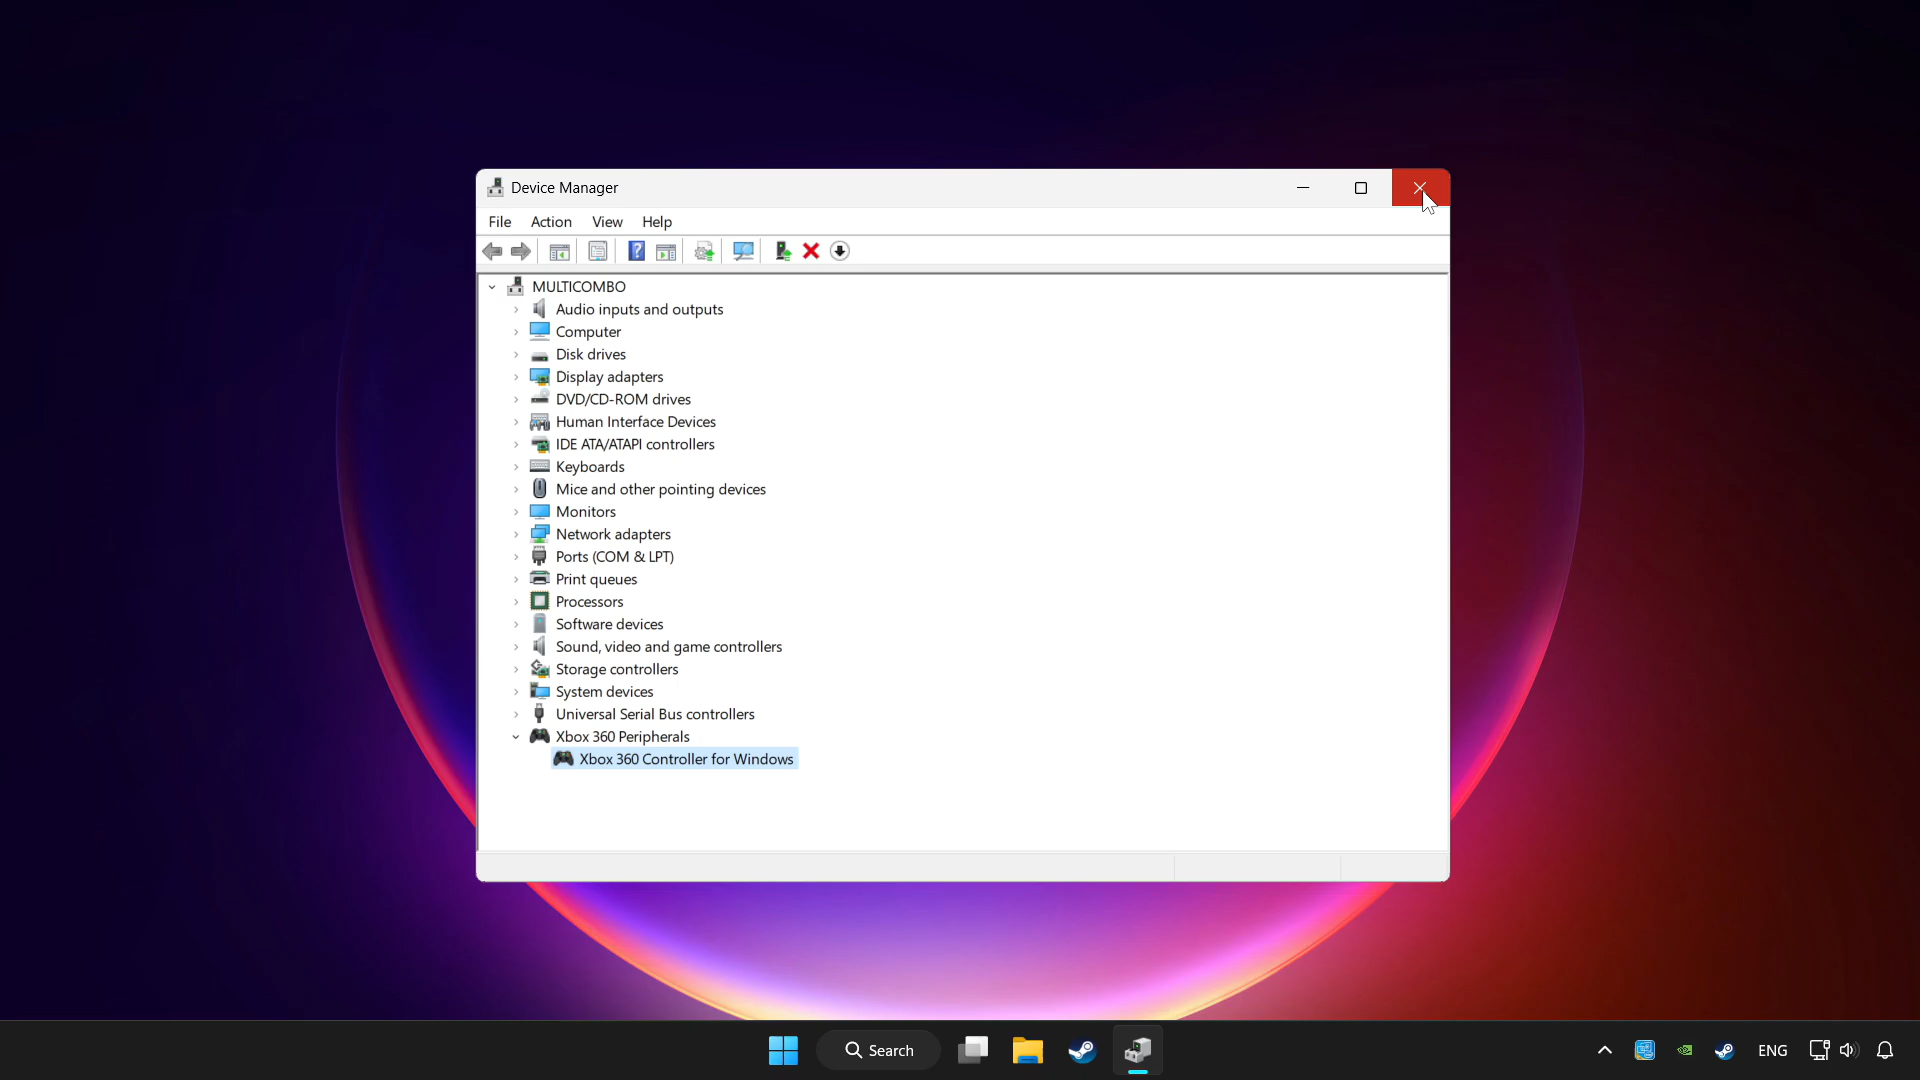 Device Manager
File Action View Help
MULTICOMBO
Audio inputs and outputs
Computer
Disk drives
Display adapters
DVD/CD-ROM drives
Human Interface Devices
IDE ATA/ATAPI controllers
Keyboards
Mice and other pointing devices
Monitors
Network adapters
Ports (COM & LPT)
Print queues
Processors
Software devices
Sound, video and game controllers
Storage controllers
System devices
Universal Serial Bus controllers
Xbox 360 Peripherals
Xbox 360 Controller for Windows
Search
ENG